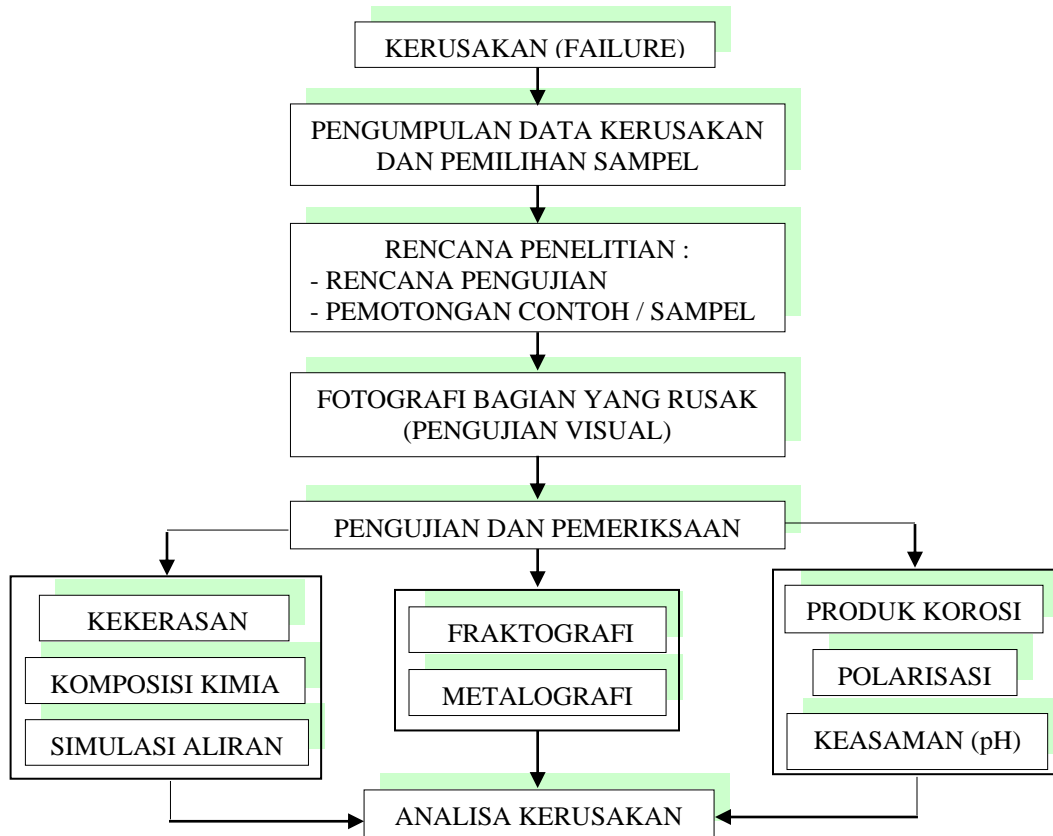 KERUSAKAN (FAILURE)
PENGUMPULAN DATA KERUSAKAN
DAN PEMILIHAN SAMPEL
RENCANA PENELITIAN :
- RENCANA PENGUJIAN
- PEMOTONGAN CONTOH / SAMPEL
FOTOGRAFI BAGIAN YANG RUSAK
(PENGUJIAN VISUAL)
PENGUJIAN DAN PEMERIKSAAN
KEKERASAN
KOMPOSISI KIMIA
SIMULASI ALIRAN
FRAKTOGRAFI
METALOGRAFI
PRODUK KOROSI
POLARISASI
KEASAMAN (pH)
ANALISA KERUSAKAN